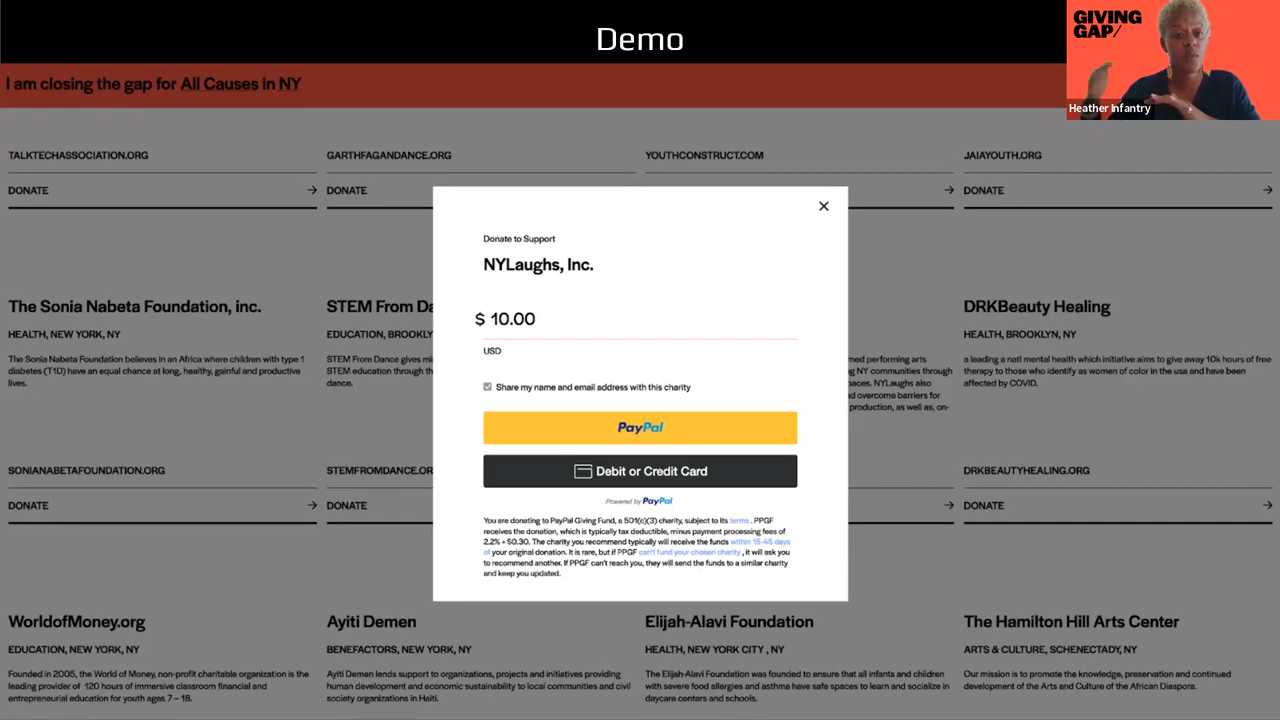 Demo
GIVING
GAP/
Heather Infantry
I am closing the gap for All Causes in NY
TALKTECHASSOCIATION.ORG
GARTHFAGANDANCE.ORG
YOUTHCONSTRUCT.COM
JAIAYOUTH.ORG
DONATE
DONATE
DONATE
Donate to Support
NYLaughs, Inc.
$ 10.00
USD
Share my name and email address with this charity
PayPal
Debit or Credit Card
Powered by PayPal
You are donating to PayPal Giving Fund, a 501(c)(3) charity, subject to its terms . PPGF
receives the donation, which is typically tax deductible, minus payment processing fees of
2.2% + $0.30. The charity you recommend typically will receive the funds within 15-45 days
of your original donation. It is rare, but if PPGF can't fund your chosen charity , it will ask you
to recommend another. If PPGF can't reach you, they will send the funds to a similar charity
and keep you updated.
The Sonia Nabeta Foundation, inc.
HEALTH, NEW YORK, NY
The Sonia Nabeta Foundation believes in an Africa where children with type 1
diabetes (T1D) have an equal chance at long, healthy, gainful and productive
lives.
STEM From Da
EDUCATION, BROOKLY
STEM From Dance gives mi
STEM education through th
dance.
med performing arts
ng NY communities through
paces. NYLaughs also
d overcome barriers for
production, as well as, on-
DRKBeauty Healing
HEALTH, BROOKLYN, NY
a leading a natl mental health which initiative aims to give away 10k hours of free
therapy to those who identify as women of color in the usa and have been
affected by COVID.
SONIANABETAFOUNDATION.ORG
STEMFROMDANCE.OR
DRKBEAUTYHEALING.ORG
DONATE
DONATE
DONATE
WorldofMoney.org
EDUCATION, NEW YORK, NY
Founded in 2005, the World of Money, non-profit charitable organization is the
leading provider of 120 hours of immersive classroom financial and
entrepreneurial education for youth ages 7 – 18.
Ayiti Demen
BENEFACTORS, NEW YORK, NY
Ayiti Demen lends support to organizations, projects and initiatives providing
human development and economic sustainability to local communities and civil
society organizations in Haiti.
Elijah-Alavi Foundation
HEALTH, NEW YORK CITY , NY
The Elijah-Alavi Foundation was founded to ensure that all infants and children
with severe food allergies and asthma have safe spaces to learn and socialize in
daycare centers and schools.
The Hamilton Hill Arts Center
ARTS & CULTURE, SCHENECTADY, NY
Our mission is to promote the knowledge, preservation and continued
development of the Arts and Culture of the African Diaspora.